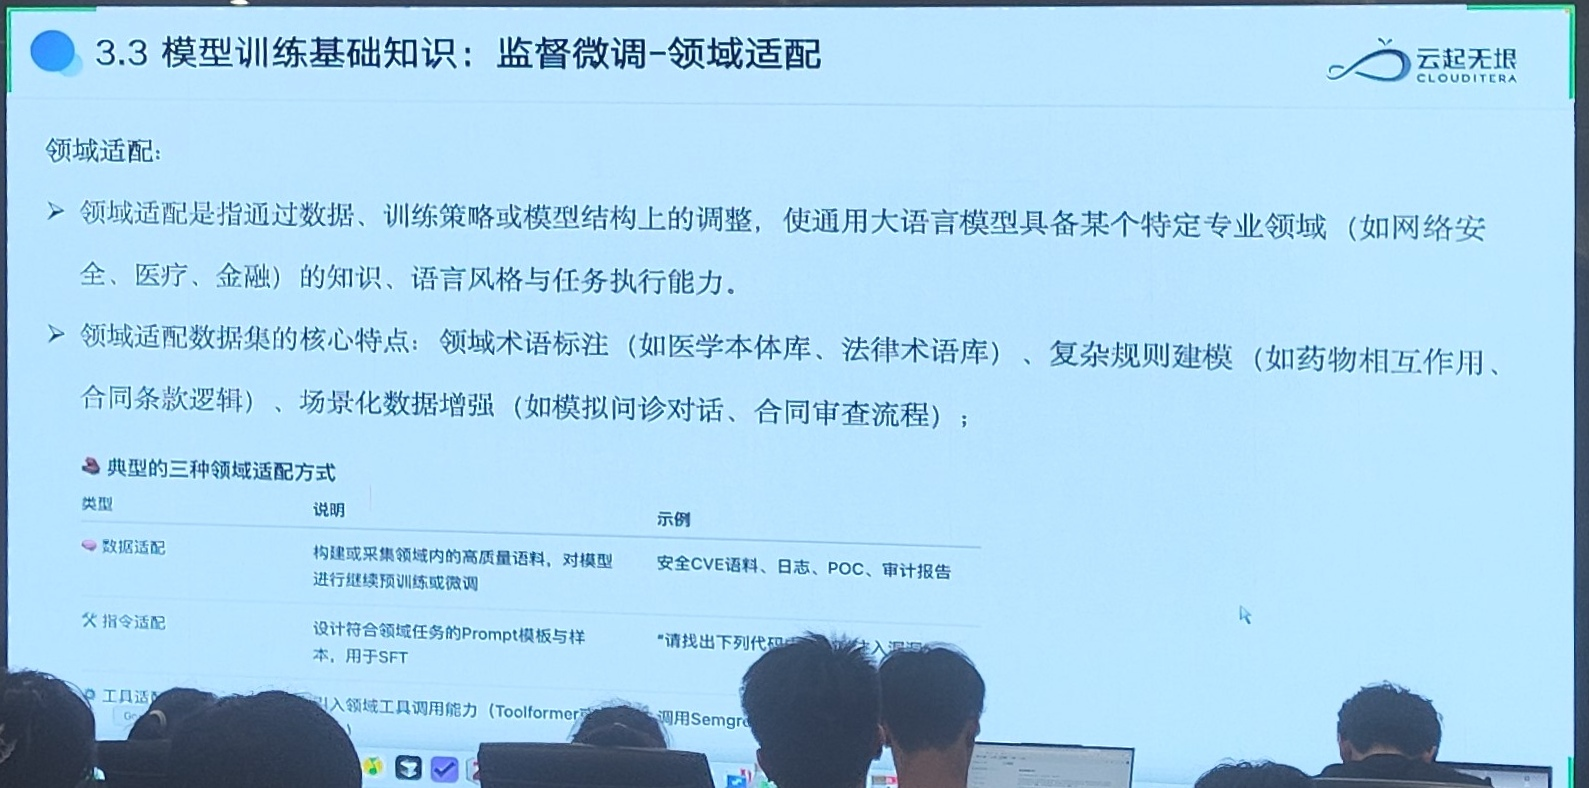 3.3 模型训练基础知识：监督微调-领域适配
云起无垠
CLOUDITERA
领域适配:
领域适配是指通过数据、训练策略或模型结构上的调整，使通用大语言模型具备某个特定专业领域（如网络安
全、医疗、金融）的知识、语言风格与任务执行能力。
领域适配数据集的核心特点：领域术语标注（如医学本体库、法律术语库）、复杂规则建模（如药物相互作用、
合同条款逻辑）、场景化数据增强（如模拟问诊对话、合同审查流程）；
典型的三种领域适配方式
类型 说明 示例
数据适配 构建或采集领域内的高质量语料，对模型 安全CVE语料、日志、POC、审计报告
进行继续预训练或微调
指令适配 设计符合领域任务的Prompt模板与样 "请找出下列代码 注入漏洞
本，用于SFT
工具适 引入领域工具调用能力（Toolformer 调用Semgre